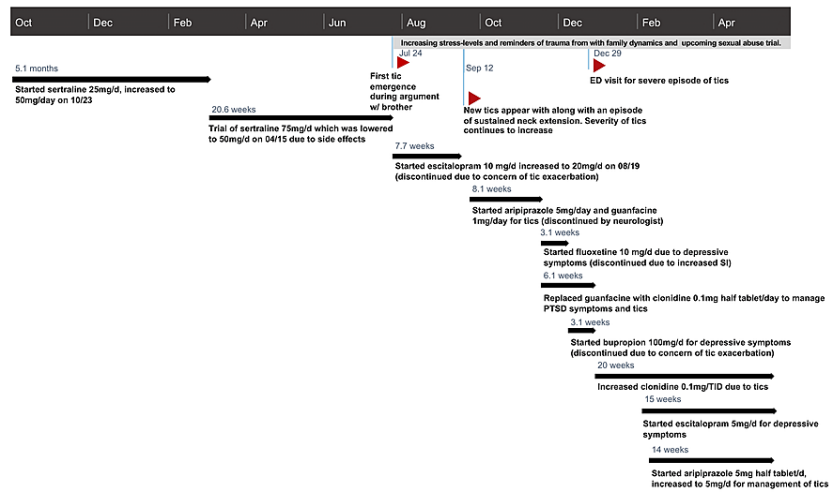 Oct Dec Feb Apr Jun Aug Oct Dec Feb Apr
Increasing stress-levels and reminders of trauma from with family dynamics and upcoming sexual abuse trial.
Jul 24
First tic
emergence
during argument
w/ brother
Sep 12
New tics appear with along with an episode
of sustained neck extension. Severity of tics
continues to increase
Dec 29
ED visit for severe episode of tics
5.1 months
Started sertraline 25mg/d, increased to
50mg/day on 10/23
20.6 weeks
Trial of sertraline 75mg/d which was lowered
to 50mg on 04/15 due to side effects
7.7 weeks
Started escitalopram 10 mg/d increased to 20mg/d on 08/19
(discontinued due to concern of tic exacerbation)
8.1 weeks
Started aripiprazole 5mg/day and guanfacine
1mg/day for tics (discontinued by neurologist)
3.1 weeks
Started fluoxetine 10 mg/d due to depressive
symptoms (discontinued due to increased SI)
6.1 weeks
Replaced guanfacine with clonidine 0.1mg half tablet/day to manage
PTSD symptoms and tics
3.1 weeks
Started bupropion 100mg/d for depressive symptoms
(discontinued due to concern of tic exacerbation)
20 weeks
Increased clonidine 0.1mg/TID due to tics
15 weeks
Started escitalopram 5mg/d for depressive
symptoms
14 weeks
Started aripiprazole 5mg half tablet/d,
increased to 5mg/d for management of tics